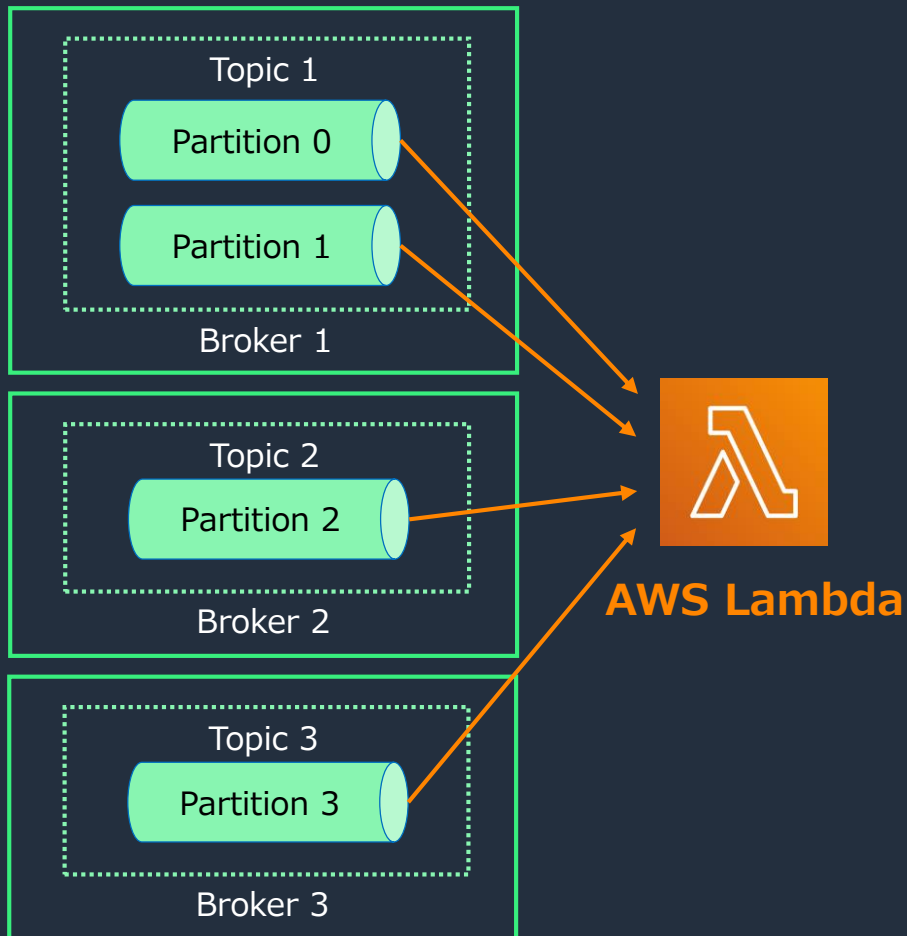 Topic 1
Partition 0
Partition 1
Broker 1
Topic 2
Partition 2
Broker 2
AWS Lambda
Topic 3
Partition 3
Broker 3